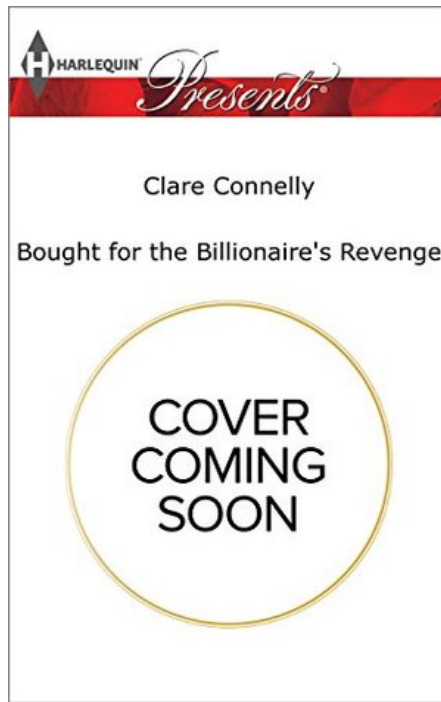 HARLEQUIN®
Presents®
Clare Connelly
Bought for the Billionaire's Revenge
COVER
COMING
SOON